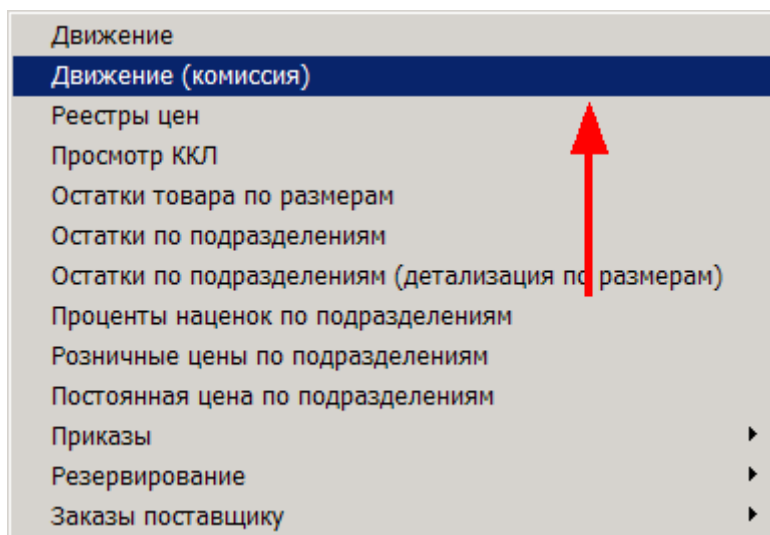 Движение
Движение (комиссия)
Реестры цен
Просмотр ККЛ
Остатки товара по размерам
Остатки по подразделениям
Остатки по подразделениям (детализация по размерам)
Проценты наценок по подразделениям
Розничные цены по подразделениям
Постоянная цена по подразделениям
Приказы
Резервирование
Заказы поставщику